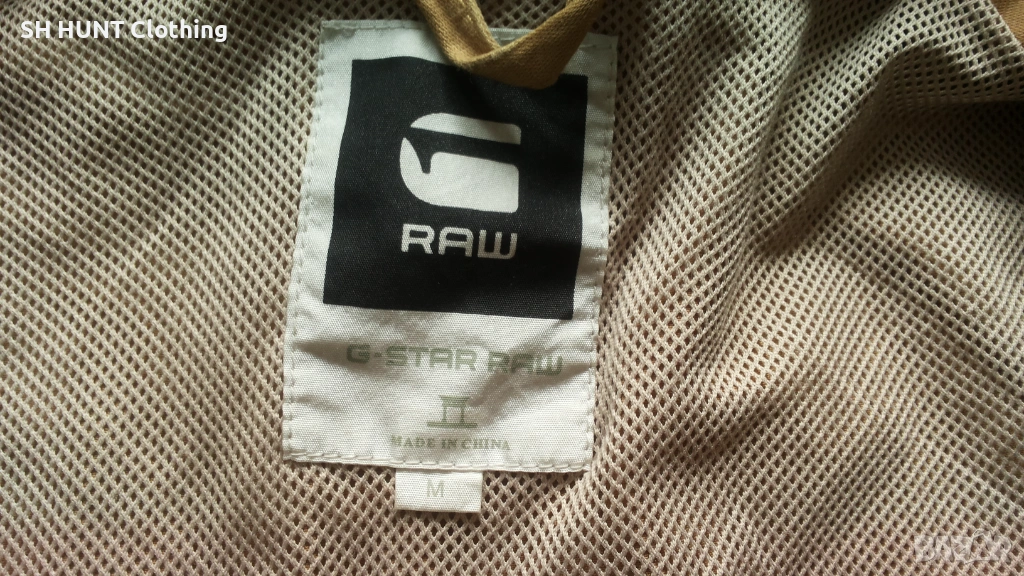 SH HUNT Clothing
RAW
G-STAR RAW
MADE IN CHINA
M